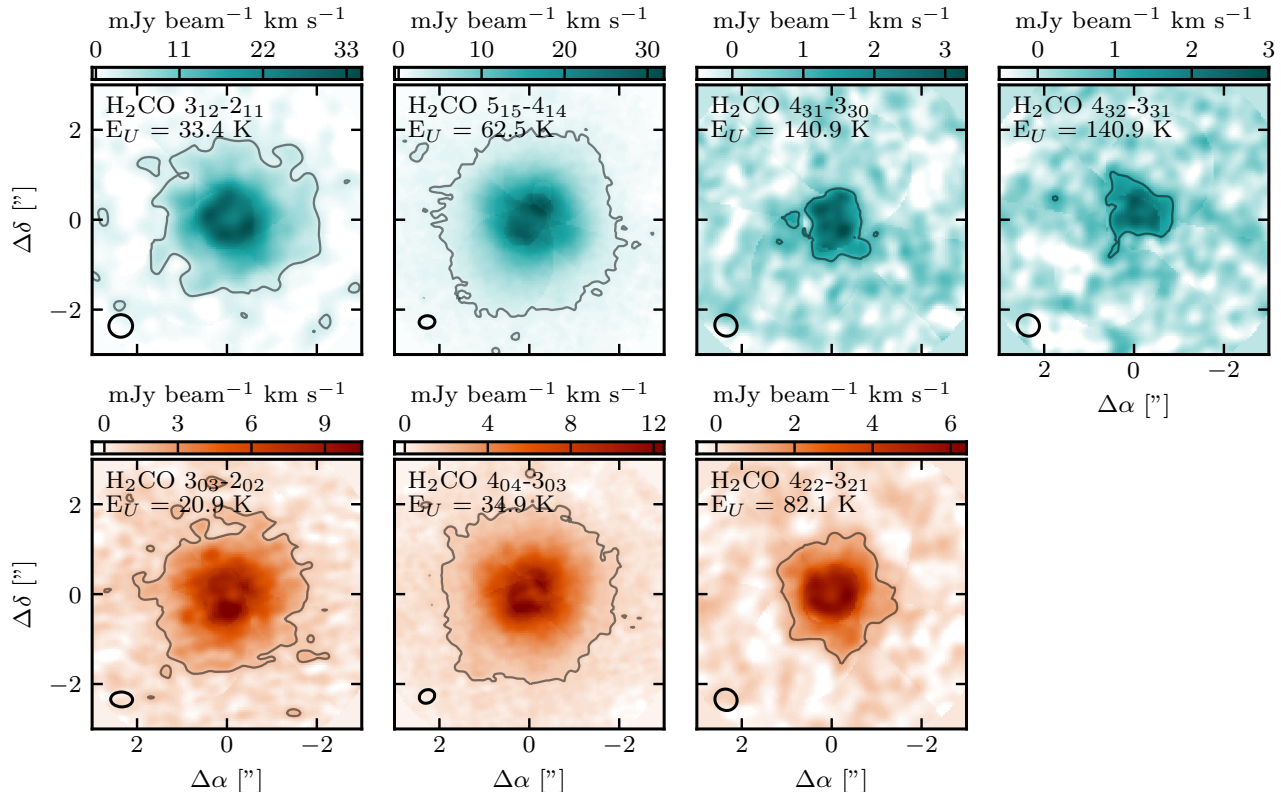 mJy beam⁻¹ km s⁻¹ mJy beam⁻¹ km s⁻¹ mJy beam⁻¹ km s⁻¹ mJy beam⁻¹ km s⁻¹
0 11 22 33 0 10 20 30 0 1 2 3 0 1 2 3
H₂CO 3₁₂-2₁₁ H₂CO 5₁₅-4₁₄ H₂CO 4₃₁-3₃₀ H₂CO 4₃₂-3₃₁
E_U = 33.4 K E_U = 62.5 K E_U = 140.9 K E_U = 140.9 K
2
0
−2
Δδ ["]
2 0 −2
Δα ["]
mJy beam⁻¹ km s⁻¹ mJy beam⁻¹ km s⁻¹ mJy beam⁻¹ km s⁻¹
0 3 6 9 0 4 8 12 0 2 4 6
H₂CO 3₀₃-2₀₂ H₂CO 4₀₄-3₀₃ H₂CO 4₂₂-3₂₁
E_U = 20.9 K E_U = 34.9 K E_U = 82.1 K
2
0
−2
Δδ ["]
2 0 −2 2 0 −2 2 0 −2
Δα ["] Δα ["] Δα ["]